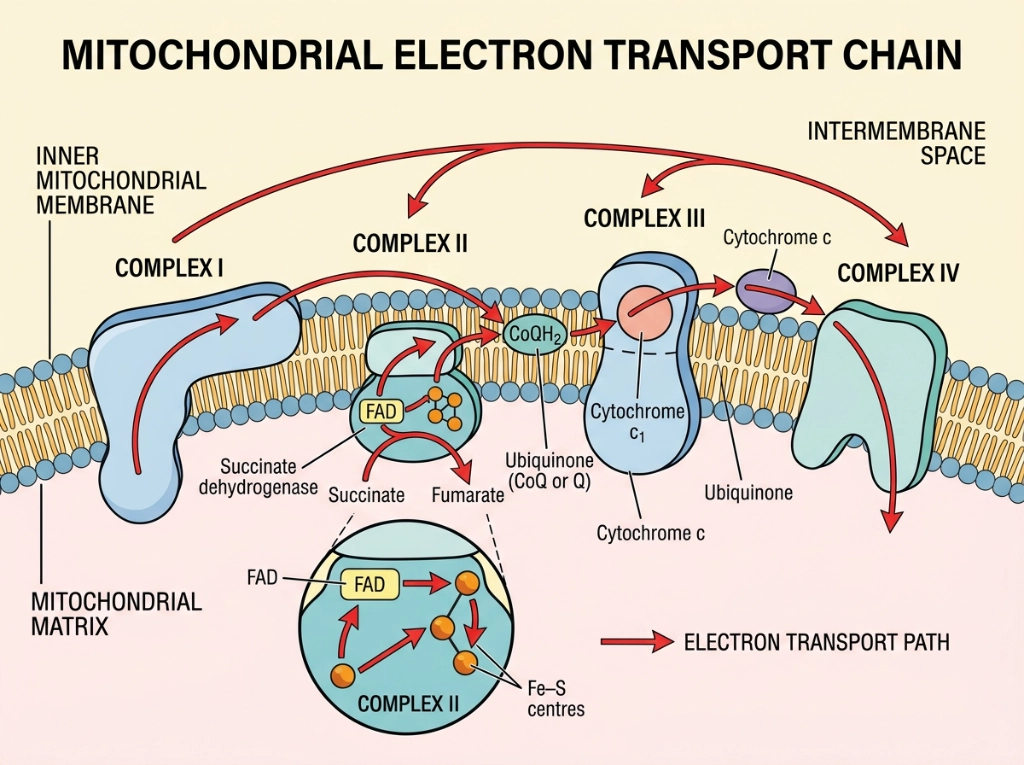 MITOCHONDRIAL ELECTRON TRANSPORT CHAIN
INNER
MITOCHONDRIAL
MEMBRANE
INTERMEMBRANE
SPACE
COMPLEX I
COMPLEX II
COMPLEX III
Cytochrome c
COMPLEX IV
CoQH₂
FAD
Cytochrome
c₁
Succinate
dehydrogenase
Succinate
Fumarate
Ubiquinone
(CoQ or Q)
Ubiquinone
Cytochrome c
MITOCHONDRIAL
MATRIX
FAD
FAD
COMPLEX II
Fe–S
centres
ELECTRON TRANSPORT PATH